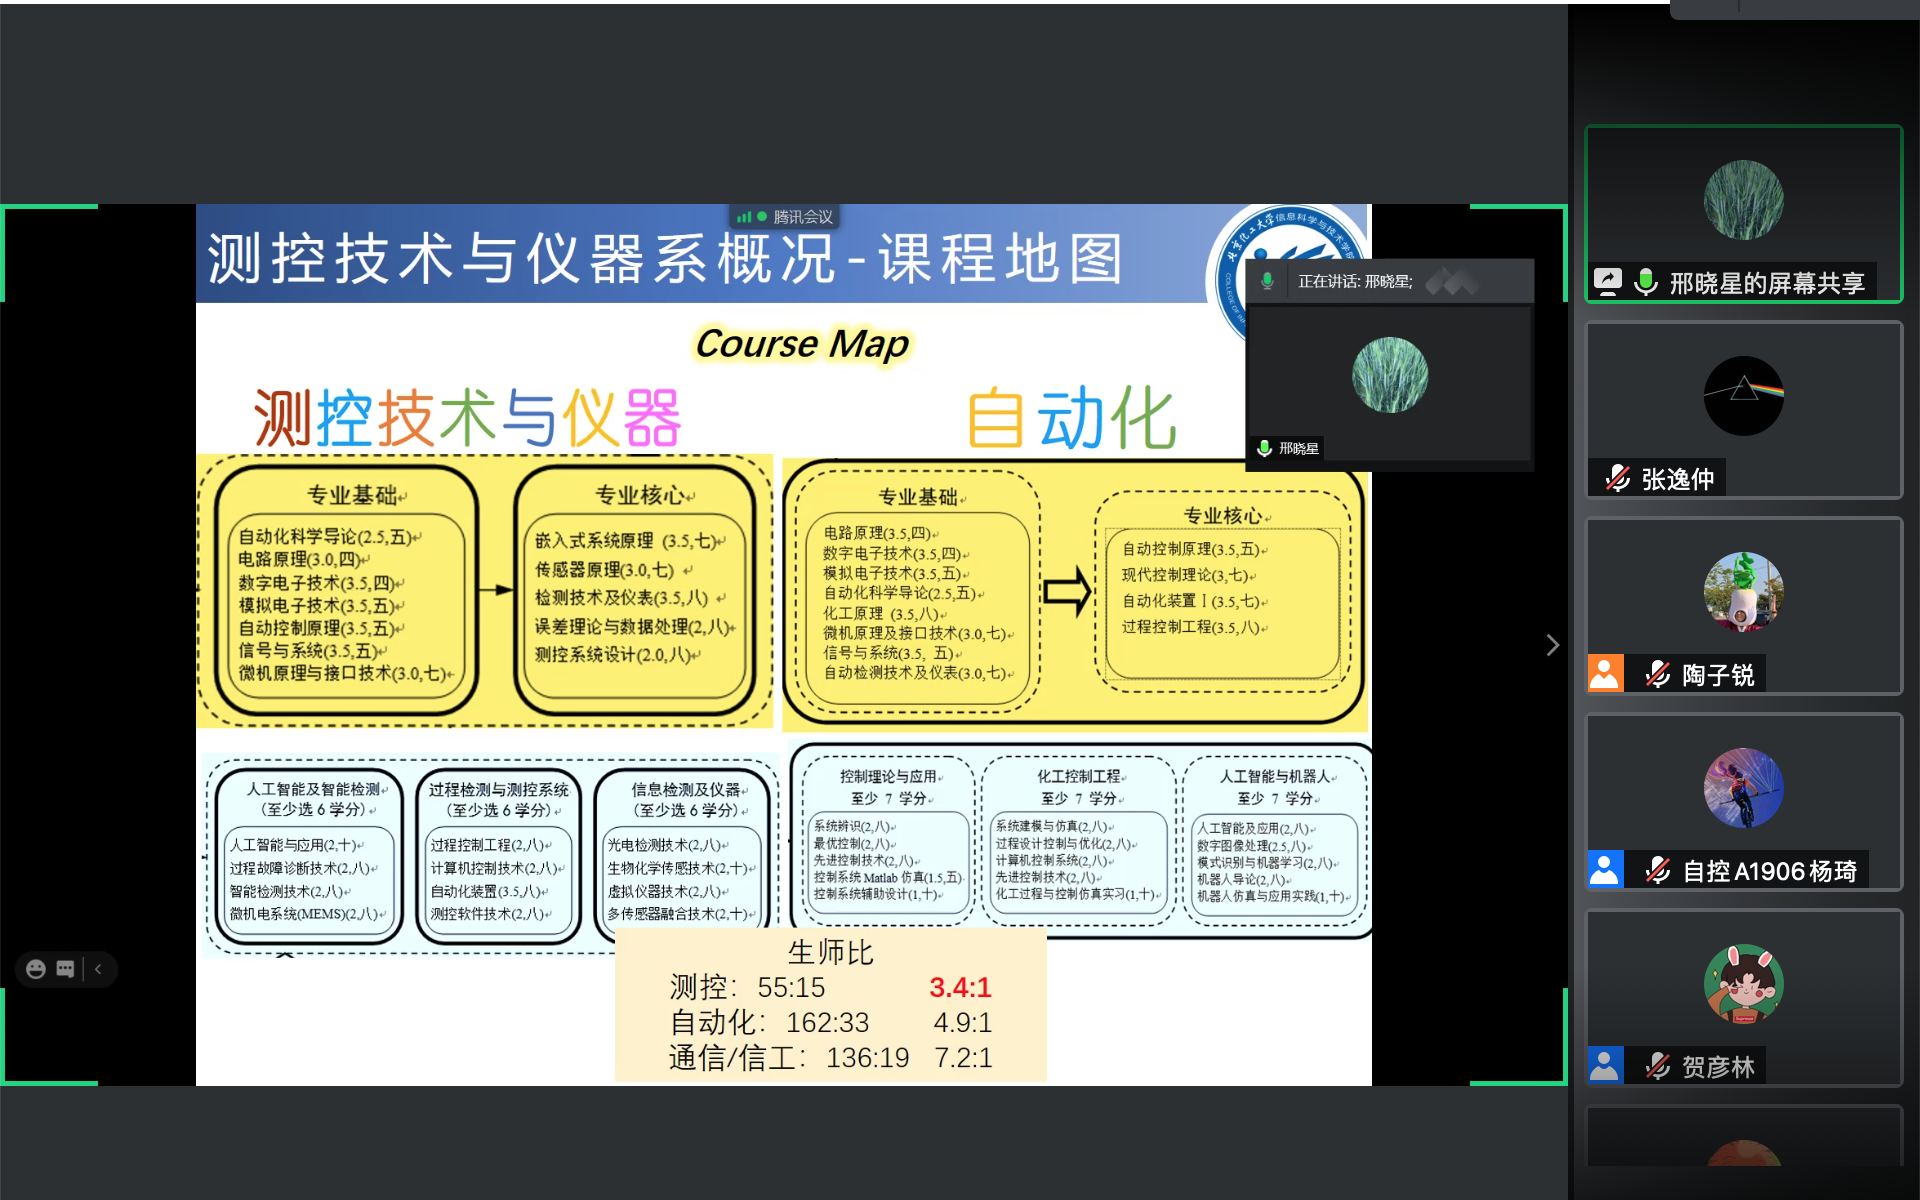 腾讯会议
测控技术与仪器系概况-课程地图
北京化工大学信息科学与技术学院
正在讲话: 邢晓星;
邢晓星
Course Map
测控技术与仪器
自动化
专业基础
自动化科学导论(2.5,五)
电路原理(3.0,四)
数字电子技术(3.5,四)
模拟电子技术(3.5,五)
自动控制原理(3.5,五)
信号与系统(3.5,五)
微机原理与接口技术(3.0,七)
专业核心
嵌入式系统原理 (3.5,七)
传感器原理(3.0,七)
检测技术及仪表(3.5,八)
误差理论与数据处理(2,八)
测控系统设计(2.0,八)
专业基础
电路原理(3.5,四)
数字电子技术(3.5,四)
模拟电子技术(3.5,五)
自动化科学导论(2.5,五)
化工原理 (3.5,八)
微机原理及接口技术(3.0,七)
信号与系统(3.5, 五)
自动检测技术及仪表(3.0,七)
专业核心
自动控制原理(3.5,五)
现代控制理论(3,七)
自动化装置 I (3.5,七)
过程控制工程(3.5,八)
人工智能及智能检测
(至少选 6 学分)
人工智能与应用(2,十)
过程故障诊断技术(2,八)
智能检测技术(2,八)
微机电系统(MEMS)(2,八)
过程检测与测控系统
(至少选 6 学分)
过程控制工程(2,八)
计算机控制技术(2,八)
自动化装置(3.5,八)
测控软件技术(2,八)
信息检测及仪器
(至少选 6 学分)
光电检测技术(2,八)
生物化学传感技术(2,十)
虚拟仪器技术(2,八)
多传感器融合技术(2,十)
控制理论与应用
至少 7 学分
系统辨识(2,八)
最优控制(2,八)
先进控制技术(2,八)
控制系统 Matlab 仿真(1.5,五)
控制系统辅助设计(1,十)
化工控制工程
至少 7 学分
系统建模与仿真(2,八)
过程设计控制与优化(2,八)
计算机控制系统(2,八)
先进控制技术(2,八)
化工过程与控制仿真实习(1,十)
人工智能与机器人
至少 7 学分
人工智能及应用(2,八)
数字图像处理(2.5,八)
模式识别与机器学习(2,八)
机器人导论(2,八)
机器人仿真与应用实践(1,十)
生师比
测控：55:15 3.4:1
自动化：162:33 4.9:1
通信/信工：136:19 7.2:1
邢晓星的屏幕共享
张逸仲
陶子锐
自控A1906杨琦
贺彦林